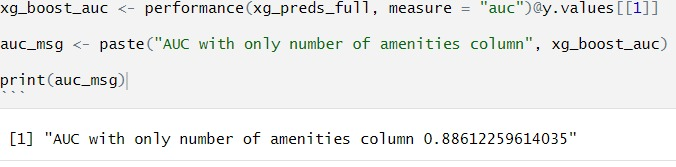 xg_boost_auc <- performance(xg_preds_full, measure = "auc")@y.values[[1]]
auc_msg <- paste("AUC with only number of amenities column", xg_boost_auc)
print(auc_msg)
```
[1] "AUC with only number of amenities column 0.88612259614035"